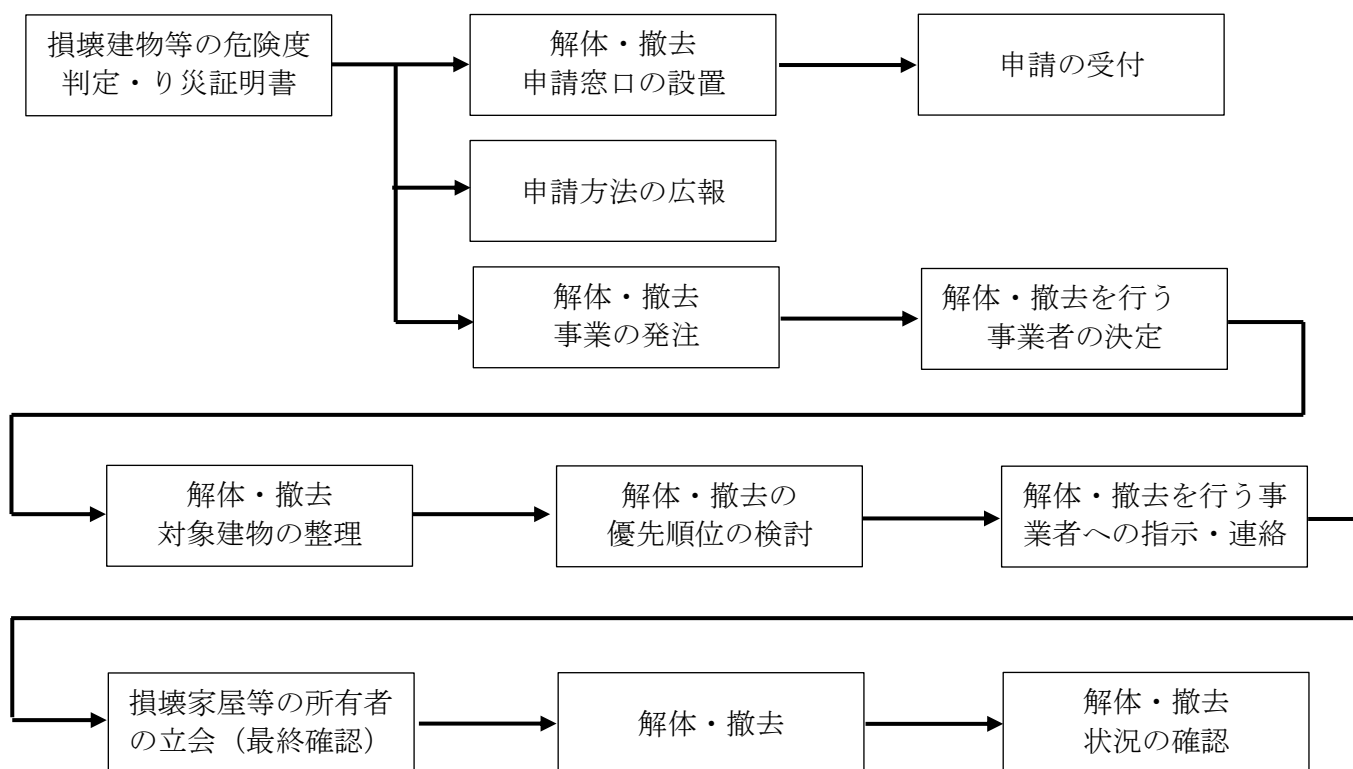 損壊建物等の危険度
判定・り災証明書
解体・撤去
申請窓口の設置
申請の受付
申請方法の広報
解体・撤去
事業の発注
解体・撤去を行う
事業者の決定
解体・撤去
対象建物の整理
解体・撤去の
優先順位の検討
解体・撤去を行う事
業者への指示・連絡
損壊家屋等の所有者
の立会（最終確認）
解体・撤去
解体・撤去
状況の確認